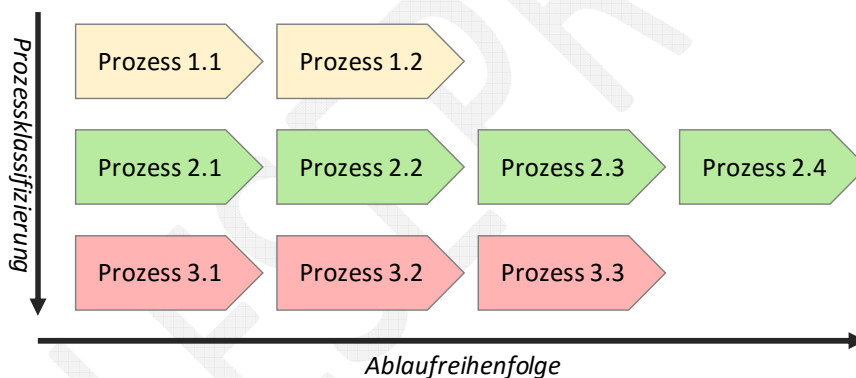 Prozessklassifizierung
Prozess 1.1
Prozess 1.2
Prozess 2.1
Prozess 2.2
Prozess 2.3
Prozess 2.4
Prozess 3.1
Prozess 3.2
Prozess 3.3
Ablaufreihenfolge